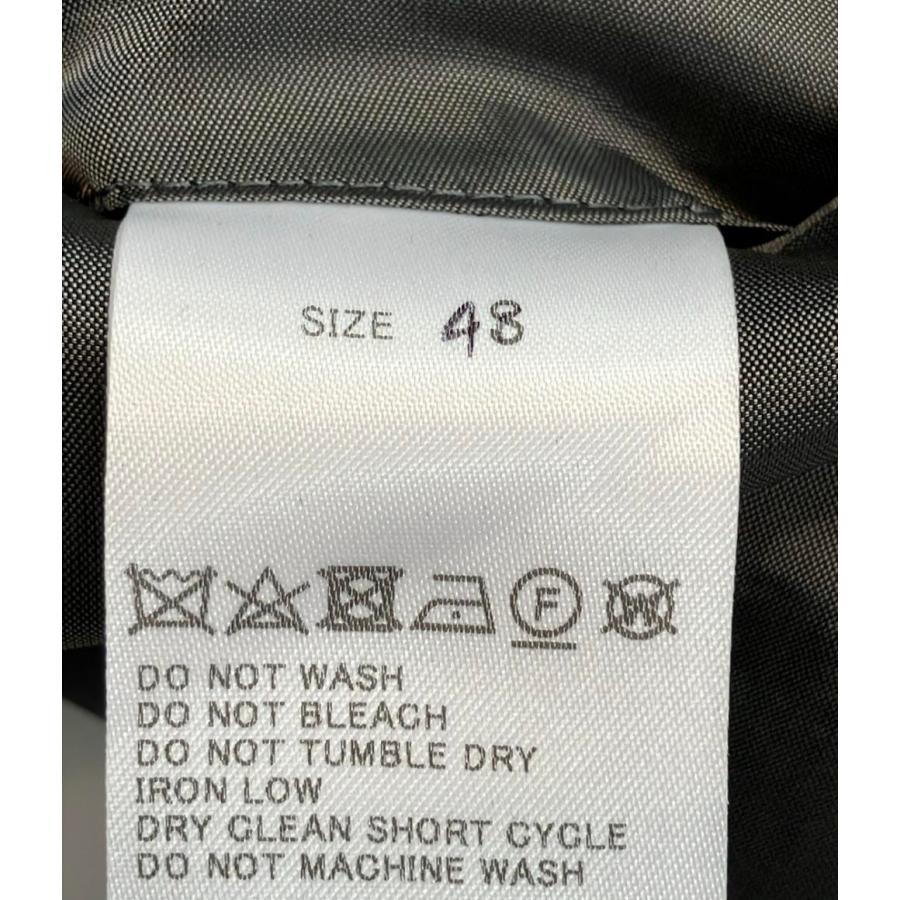 SIZE 48
F W
DO NOT WASH
DO NOT BLEACH
DO NOT TUMBLE DRY
IRON LOW
DRY CLEAN SHORT CYCLE
DO NOT MACHINE WASH